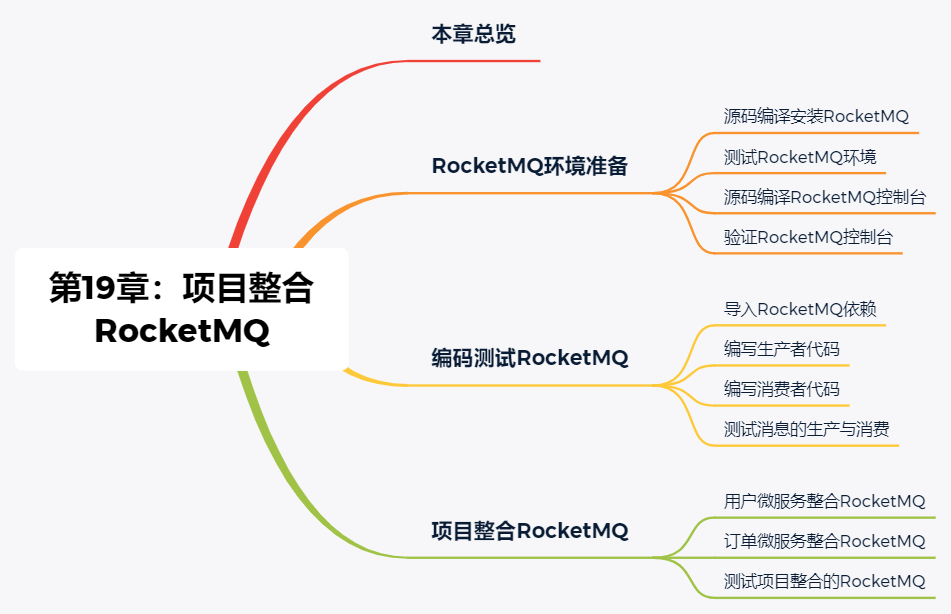 第19章：项目整合
RocketMQ
本章总览
RocketMQ环境准备
源码编译安装RocketMQ
测试RocketMQ环境
源码编译RocketMQ控制台
验证RocketMQ控制台
编码测试RocketMQ
导入RocketMQ依赖
编写生产者代码
编写消费者代码
测试消息的生产与消费
项目整合RocketMQ
用户微服务整合RocketMQ
订单微服务整合RocketMQ
测试项目整合的RocketMQ